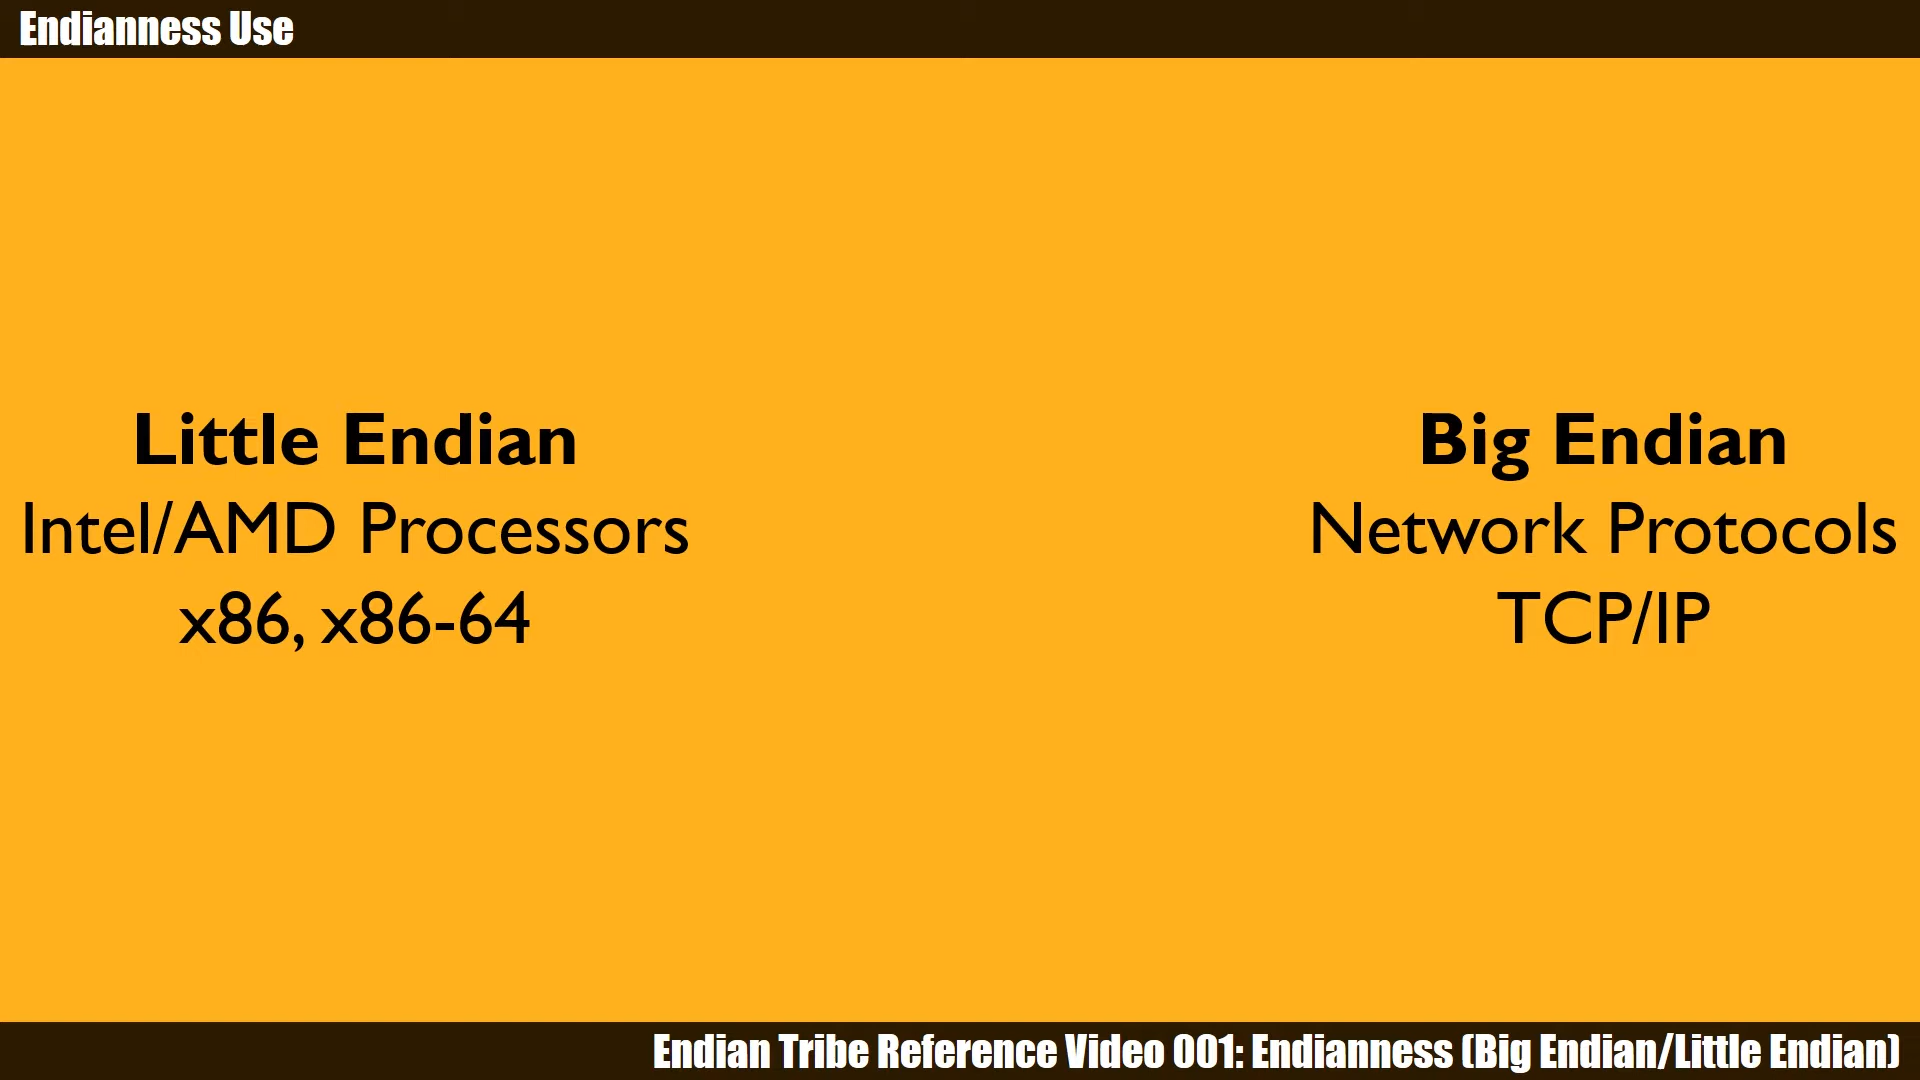 Endianness Use
Little Endian
Intel/AMD Processors
x86, x86-64
Big Endian
Network Protocols
TCP/IP
Endian Tribe Reference Video 001: Endianness (Big Endian/Little Endian)